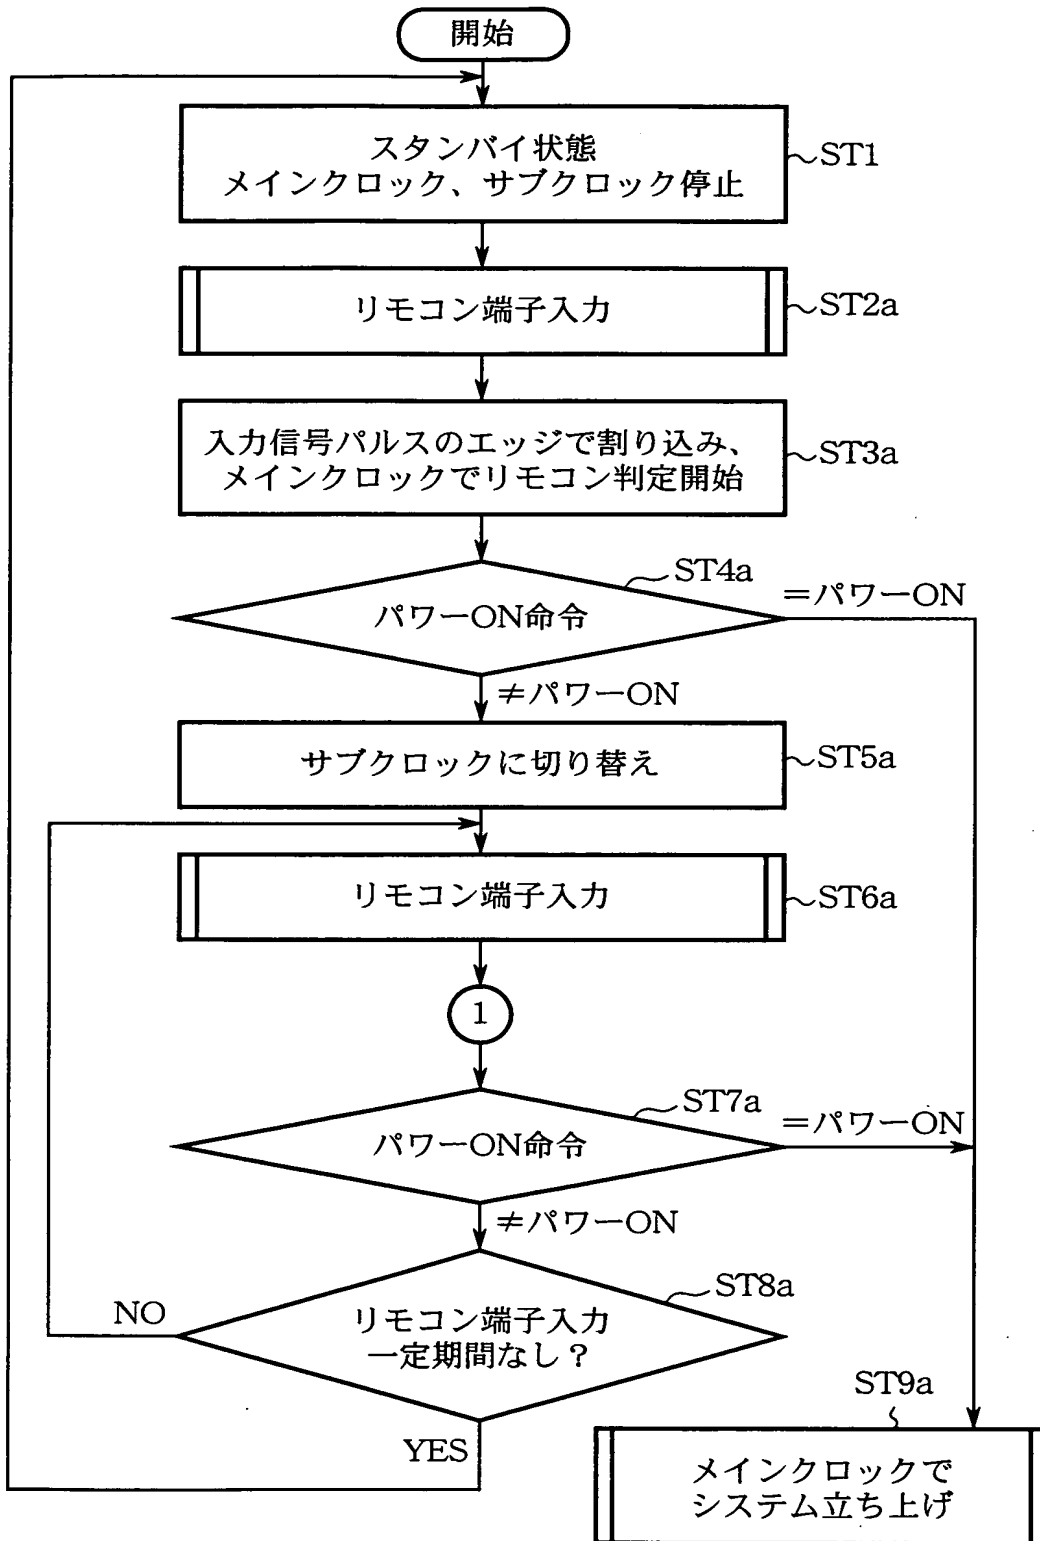 開始
スタンバイ状態
メインクロック、サブクロック停止
ST1
リモコン端子入力
ST2a
入力信号パルスのエッジで割り込み、
メインクロックでリモコン判定開始
ST3a
ST4a
パワーON命令
=パワーON
≠パワーON
サブクロックに切り替え
ST5a
リモコン端子入力
ST6a
1
ST7a
パワーON命令
=パワーON
≠パワーON
ST8a
NO
リモコン端子入力
一定期間なし?
YES
ST9a
メインクロックで
システム立ち上げ